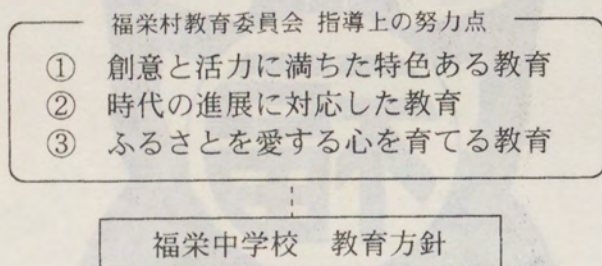 福栄村教育委員会 指導上の努力点
① 創意と活力に満ちた特色ある教育
② 時代の進展に対応した教育
③ ふるさとを愛する心を育てる教育
福栄中学校 教育方針